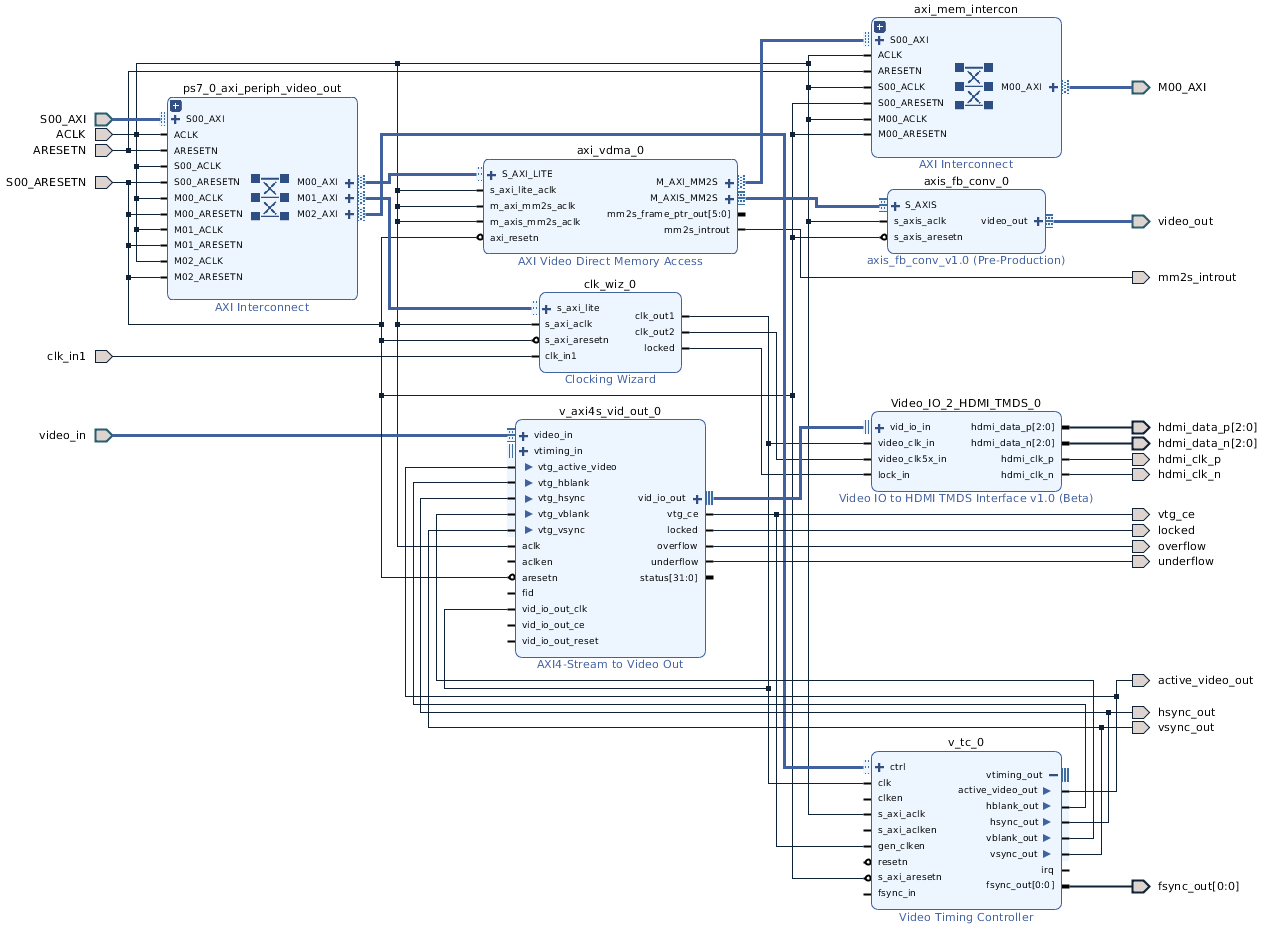 axi_mem_intercon
S00_AXI
ACLK
ARESETN
S00_ACLK
S00_ARESETN
M00_ACLK
M00_ARESETN
M00_AXI
AXI Interconnect
M00_AXI
ps7_0_axi_periph_video_out
S00_AXI
ACLK
ARESETN
S00_ARESETN
S00_AXI
ACLK
ARESETN
S00_ACLK
S00_ARESETN
M00_ACLK
M00_ARESETN
M01_ACLK
M01_ARESETN
M02_ACLK
M02_ARESETN
M00_AXI
M01_AXI
M02_AXI
AXI Interconnect
axi_vdma_0
S_AXI_LITE
s_axi_lite_aclk
m_axi_mm2s_aclk
m_axis_mm2s_aclk
axi_resetn
M_AXI_MM2S
M_AXIS_MM2S
mm2s_frame_ptr_out[5:0]
mm2s_introut
AXI Video Direct Memory Access
axis_fb_conv_0
S_AXIS
s_axis_aclk
s_axis_aresetn
video_out
axis_fb_conv_v1.0 (Pre-Production)
video_out
mm2s_introut
clk_wiz_0
s_axi_lite
s_axi_aclk
s_axi_aresetn
clk_in1
clk_out1
clk_out2
locked
Clocking Wizard
clk_in1
video_in
v_axi4s_vid_out_0
video_in
vtiming_in
vtg_active_video
vtg_hblank
vtg_hsync
vtg_vblank
vtg_vsync
aclk
aclken
aresetn
fid
vid_io_out_clk
vid_io_out_ce
vid_io_out_reset
vid_io_out
vtg_ce
locked
overflow
underflow
status[31:0]
AXI4-Stream to Video Out
Video_IO_2_HDMI_TMDS_0
vid_io_in
video_clk_in
video_clk5x_in
lock_in
hdmi_data_p[2:0]
hdmi_data_n[2:0]
hdmi_clk_p
hdmi_clk_n
Video IO to HDMI TMDS Interface v1.0 (Beta)
hdmi_data_p[2:0]
hdmi_data_n[2:0]
hdmi_clk_p
hdmi_clk_n
vtg_ce
locked
overflow
underflow
active_video_out
hsync_out
vsync_out
v_tc_0
ctrl
clk
clken
s_axi_aclk
s_axi_aclken
gen_clken
resetn
s_axi_aresetn
fsync_in
vtiming_out
active_video_out
hblank_out
hsync_out
vblank_out
vsync_out
irq
fsync_out[0:0]
Video Timing Controller
fsync_out[0:0]